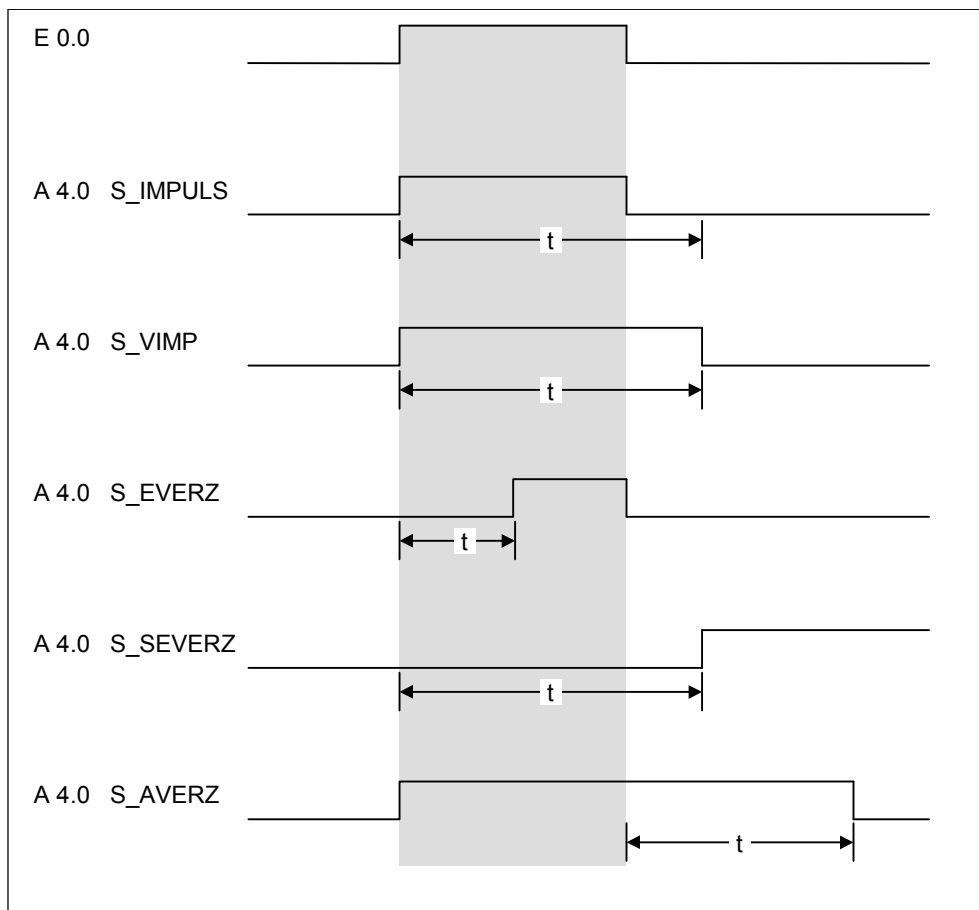 E 0.0
A 4.0 S_IMPULS
t
A 4.0 S_VIMP
t
A 4.0 S_EVERZ
t
A 4.0 S_SEVERZ
t
A 4.0 S_AVERZ
t